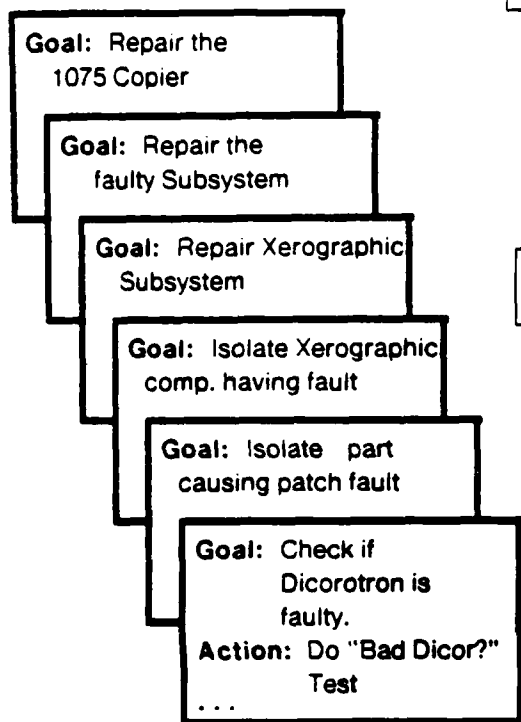 Goal: Repair the
1075 Copier
Goal: Repair the
faulty Subsystem
Goal: Repair Xerographic
Subsystem
Goal: Isolate Xerographic
comp. having fault
Goal: Isolate part
causing patch fault
Goal: Check if
Dicorotron is
faulty.
Action: Do "Bad Dicor?"
Test
. . .